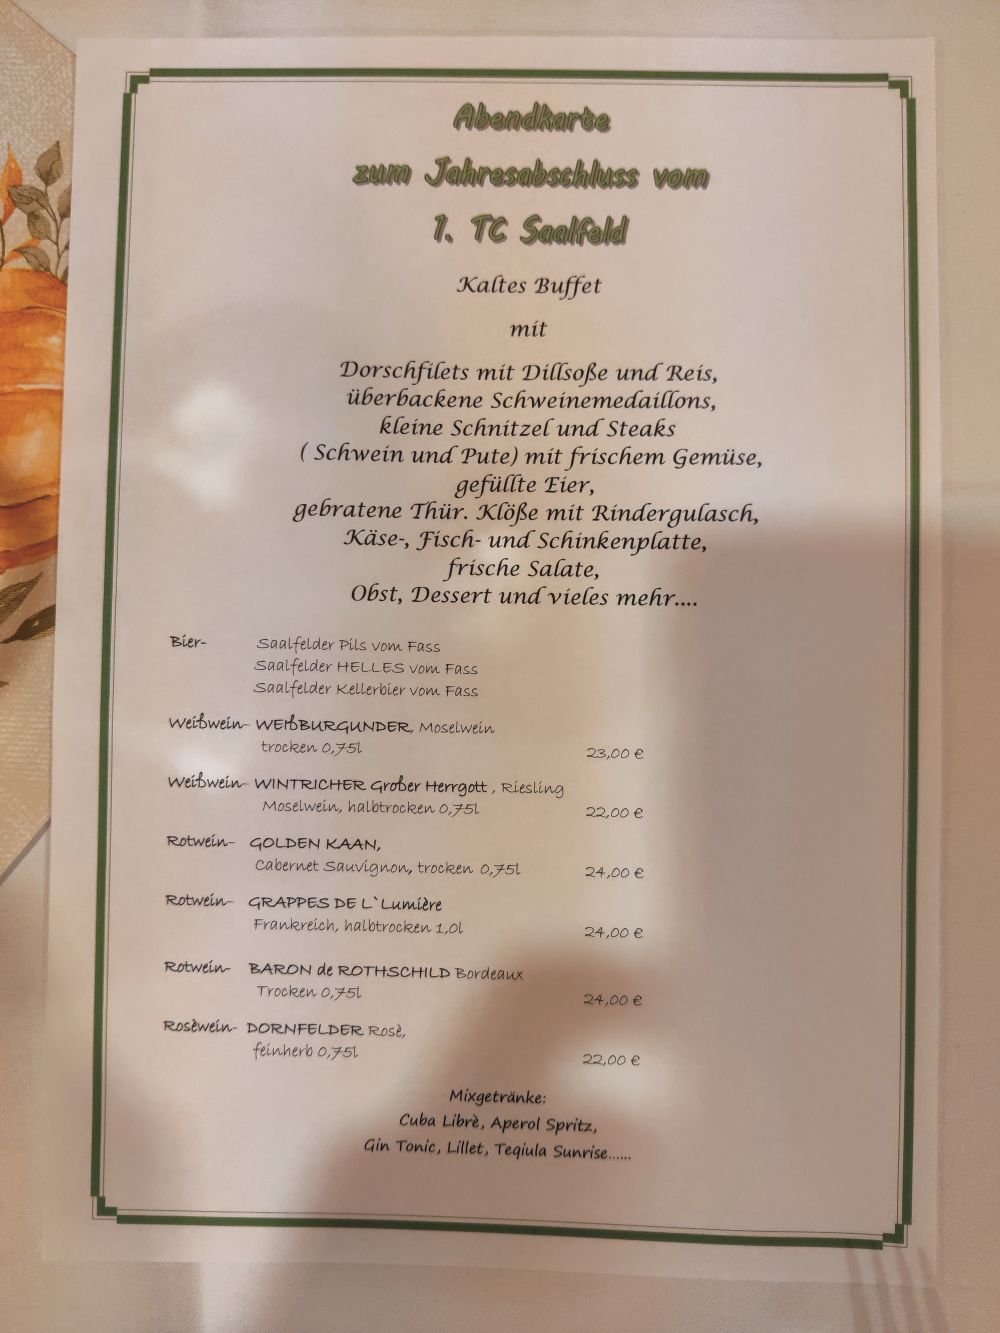 Abendkarte
zum Jahresabschluss vom
1. TC Saalfeld
Kaltes Buffet
mit
Dorschfilets mit Dillsoße und Reis,
überbackene Schweinemedaillons,
kleine Schnitzel und Steaks
( Schwein und Pute) mit frischem Gemüse,
gefüllte Eier,
gebratene Thür. Klöße mit Rindergulasch,
Käse-, Fisch- und Schinkenplatte,
frische Salate,
Obst, Dessert und vieles mehr....
Bier- Saalfelder Pils vom Fass
Saalfelder HELLES vom Fass
Saalfelder Kellerbier vom Fass
Weißwein- WEIßBURGUNDER, Moselwein
trocken 0,75l 23,00 €
Weißwein- WINTRICHER Großer Herrgott , Riesling
Moselwein, halbtrocken 0,75l 22,00 €
Rotwein- GOLDEN KAAN,
Cabernet Sauvignon, trocken 0,75l 24,00 €
Rotwein- GRAPPES DE L`Lumière
Frankreich, halbtrocken 1,0l 24,00 €
Rotwein- BARON de ROTHSCHILD Bordeaux
Trocken 0,75l 24,00 €
Rosèwein- DORNFELDER Rosè,
feinherb 0,75l 22,00 €
Mixgetränke:
Cuba Librè, Aperol Spritz,
Gin Tonic, Lillet, Teqiula Sunrise......